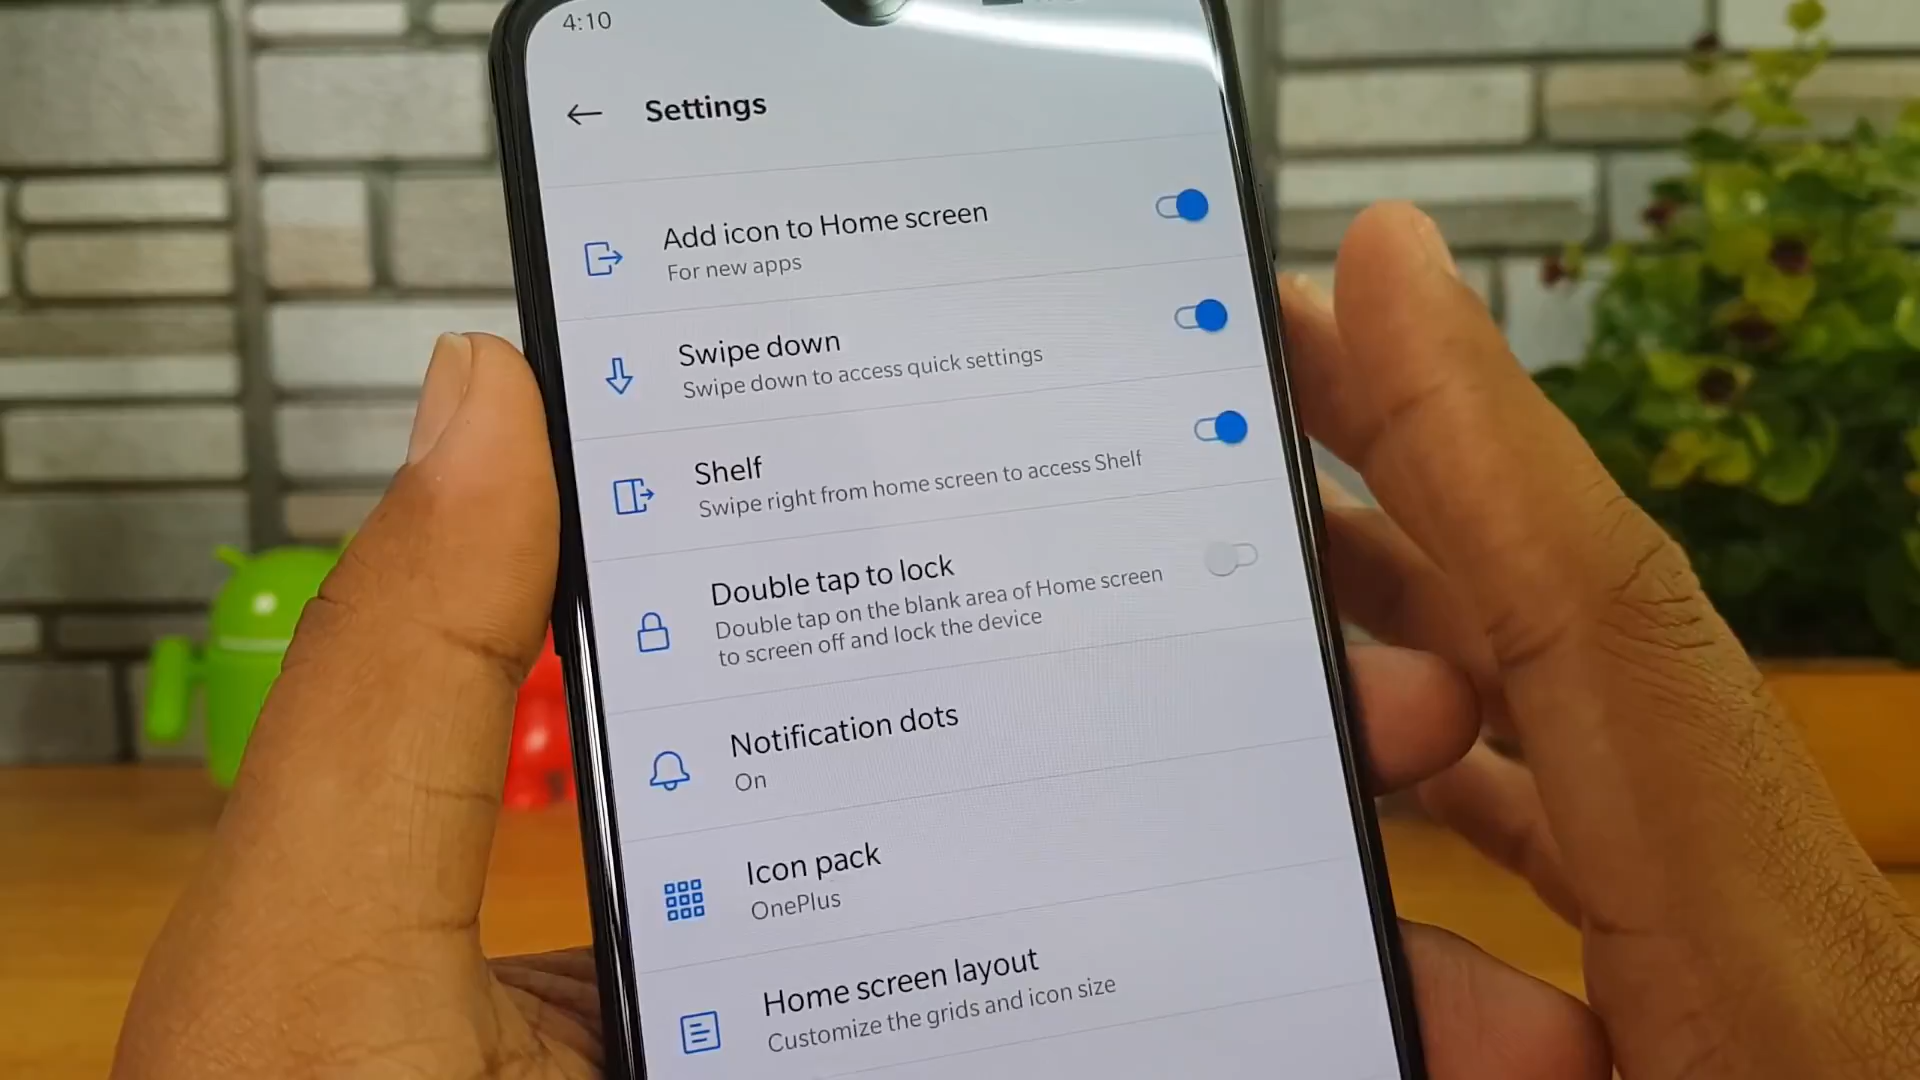 4:10
Settings
Add icon to Home screen
For new apps
Swipe down
Swipe down to access quick settings
Shelf
Swipe right from home screen to access Shelf
Double tap to lock
Double tap on the blank area of Home screen
to screen off and lock the device
Notification dots
On
Icon pack
OnePlus
Home screen layout
Customize the grids and icon size